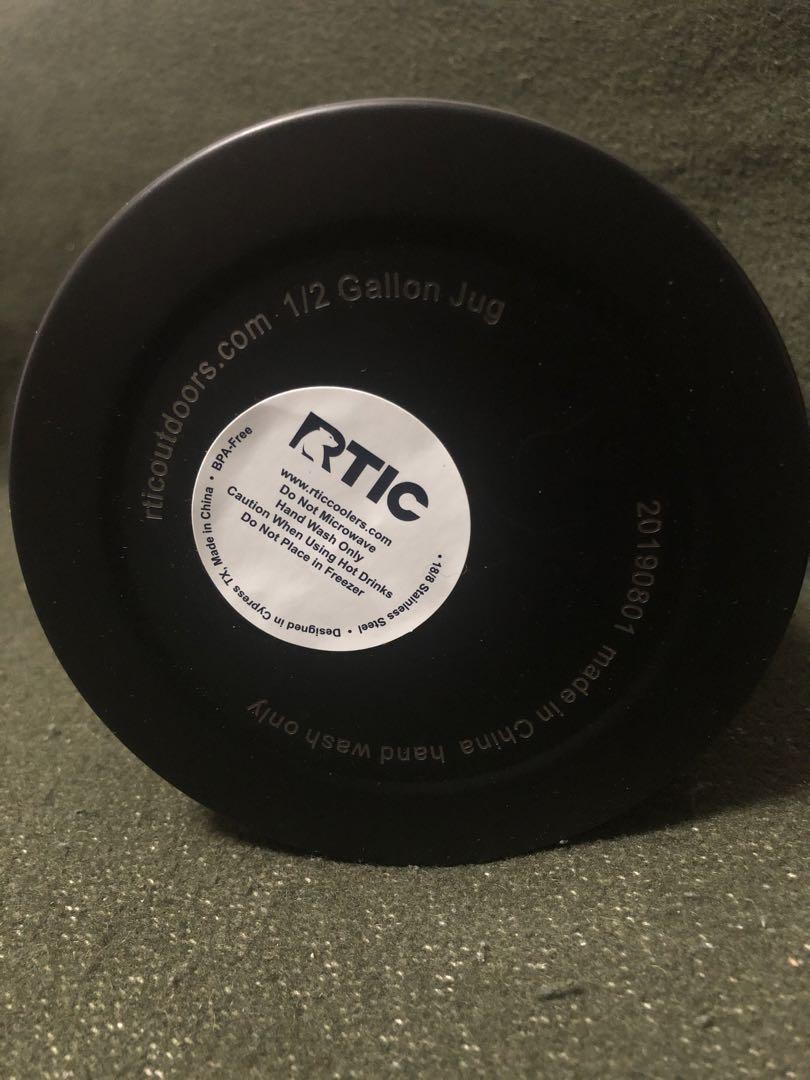 rticoutdoors.com 1/2 Gallon Jug
20190801 made in China hand wash only
RTIC
www.rticcoolers.com
Do Not Microwave
Hand Wash Only
Caution When Using Hot Drinks
Do Not Place in Freezer
• 18/8 Stainless Steel • Designed in Cypress TX, Made in China • BPA-Free